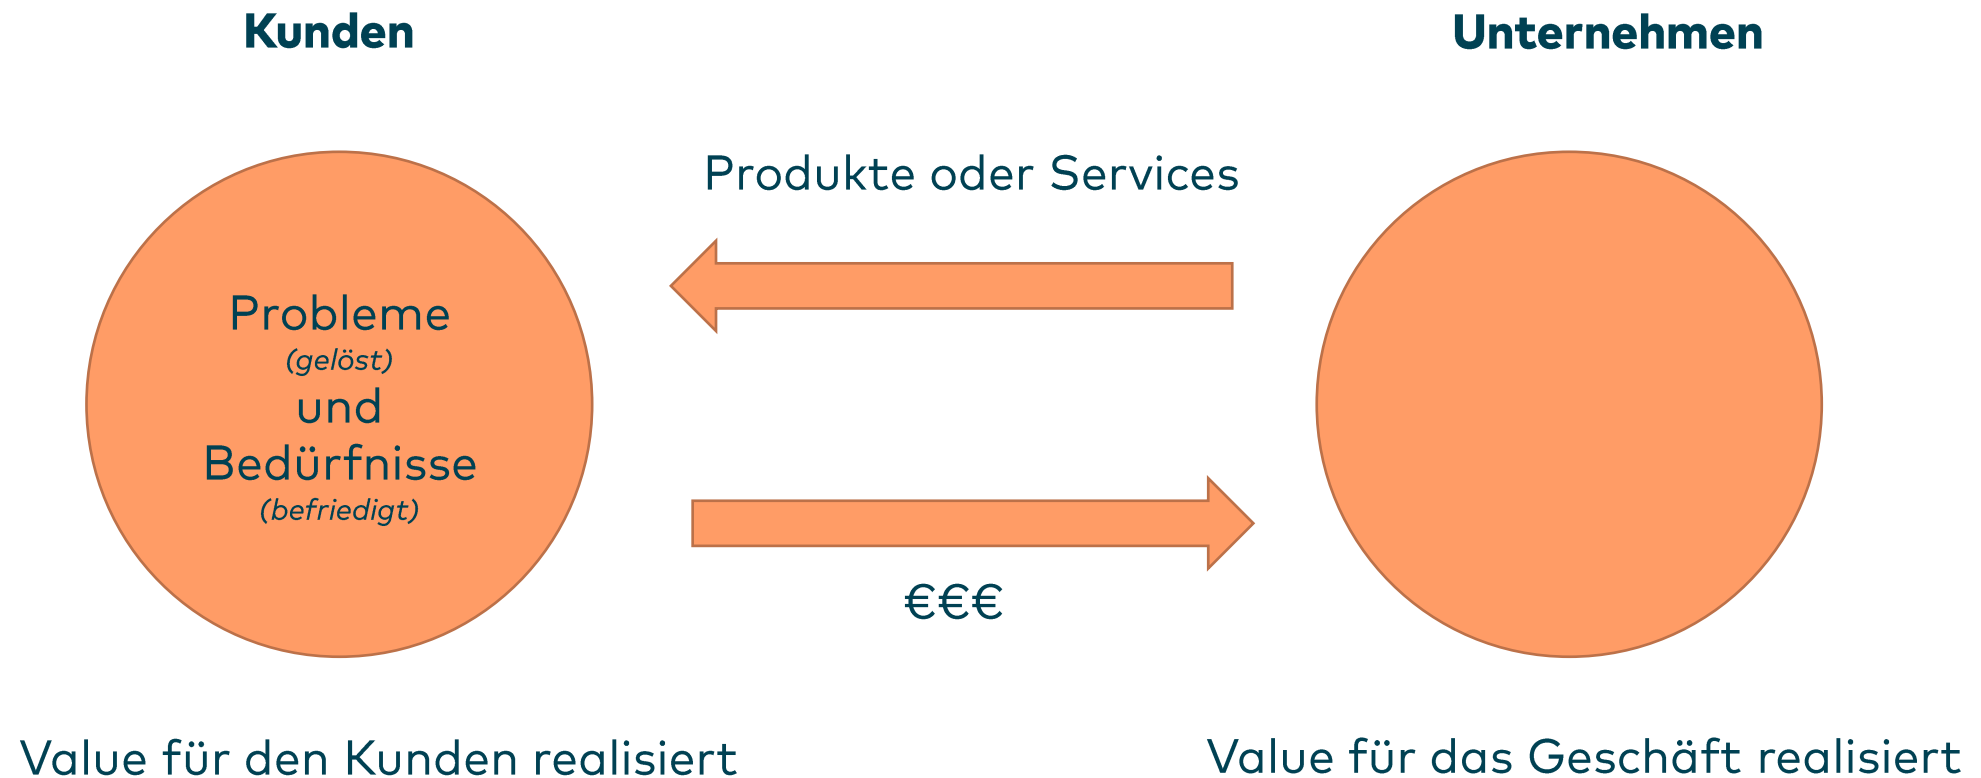 Kunden
Unternehmen
Produkte oder Services
Probleme
(gelöst)
und
Bedürfnisse
(befriedigt)
€€€
Value für den Kunden realisiert
Value für das Geschäft realisiert